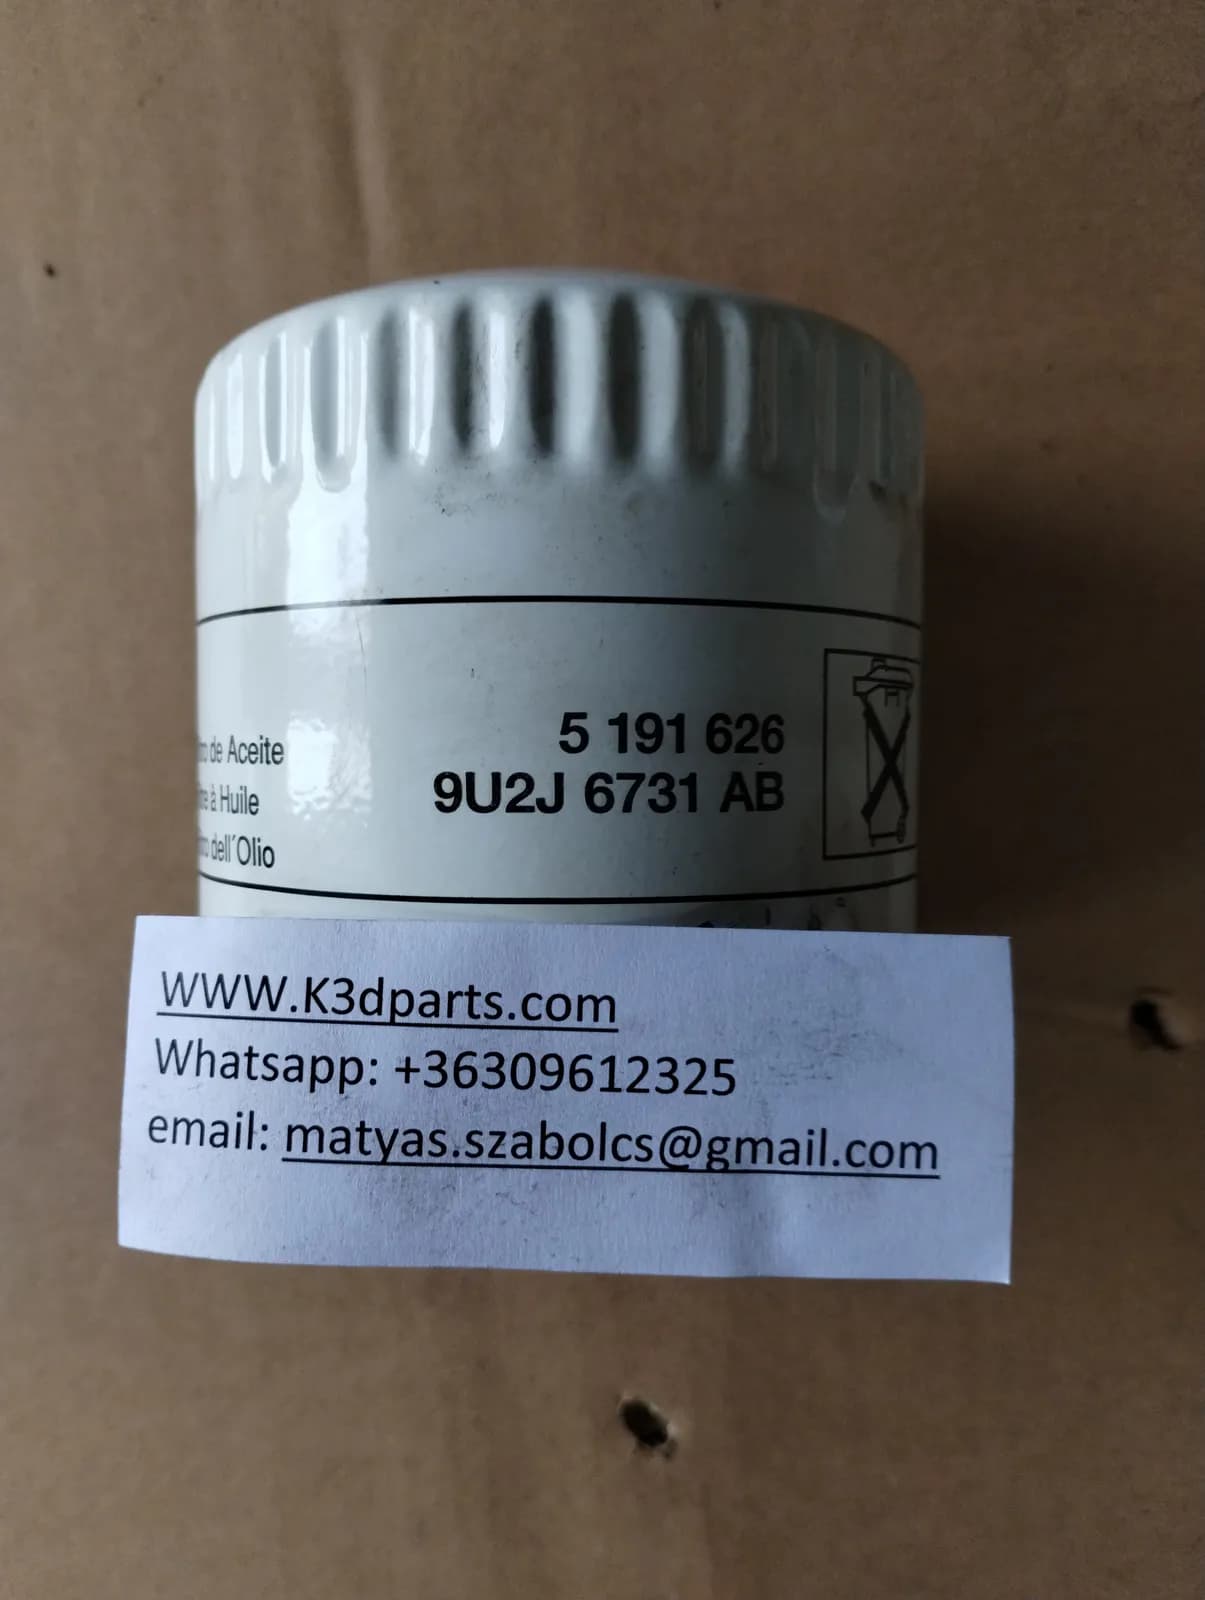 5 191 626
9U2J 6731 AB
de Aceite
à Huile
dell'Olio
WWW.K3dparts.com
Whatsapp: +36309612325
email: matyas.szabolcs@gmail.com